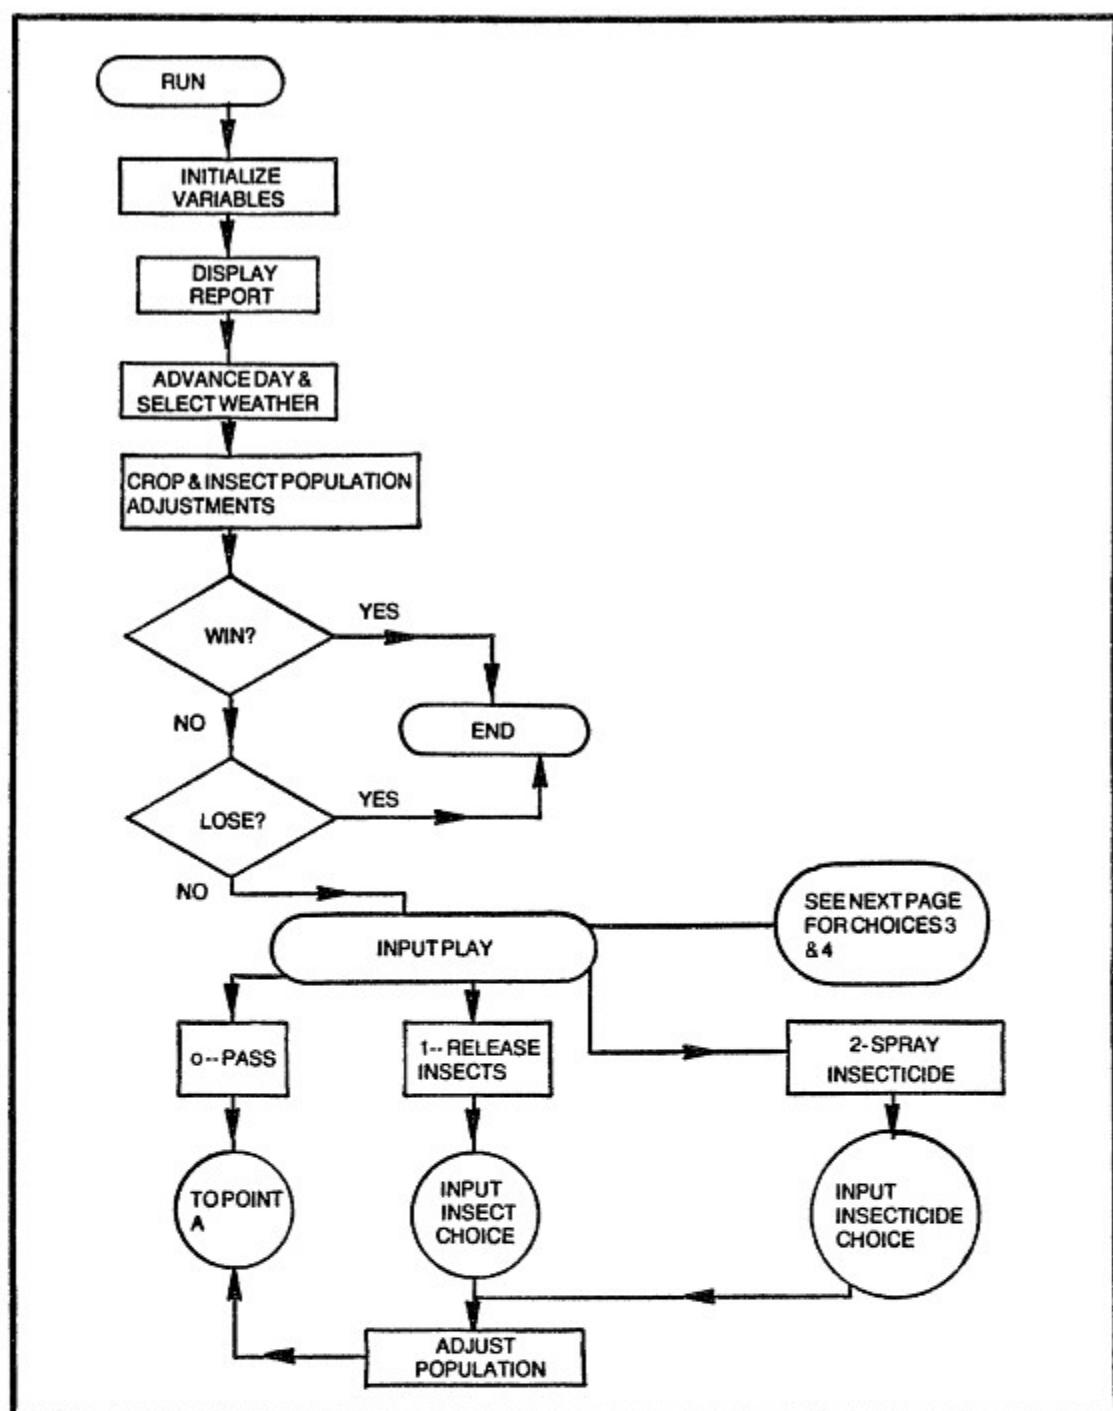 RUN
INITIALIZE
VARIABLES
DISPLAY
REPORT
ADVANCE DAY &
SELECT WEATHER
CROP & INSECT POPULATION
ADJUSTMENTS
WIN?
YES
NO
END
LOSE?
YES
NO
SEE NEXT PAGE
FOR CHOICES 3
& 4
INPUT PLAY
o -- PASS
1 -- RELEASE
INSECTS
2 - SPRAY
INSECTICIDE
TO POINT
A
INPUT
INSECT
CHOICE
INPUT
INSECTICIDE
CHOICE
ADJUST
POPULATION